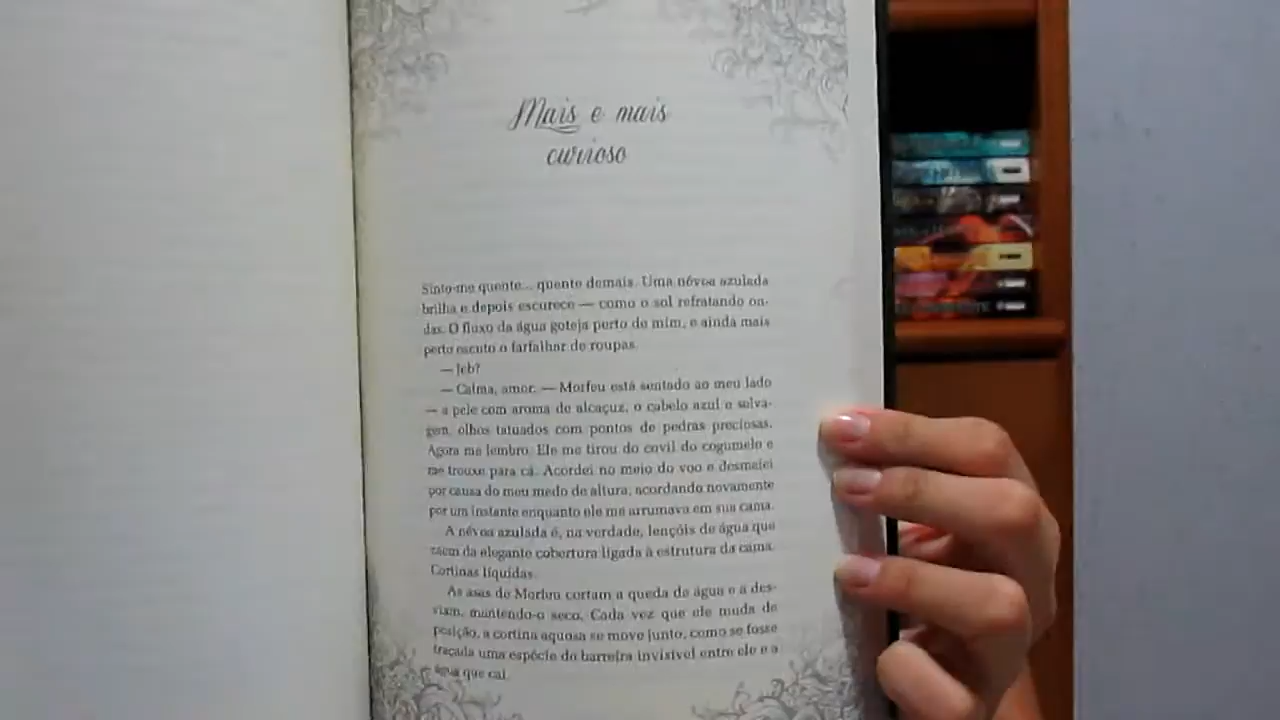 Mais e mais
curioso
Sinto-me quente... quente demais. Uma névoa azulada
brilha e depois escurece — como o sol refratando on-
das. O fluxo da água goteja perto de mim, e ainda mais
perto escuto o farfalhar de roupas.
— Jeb?
— Calma, amor. — Morfeu está sentado ao meu lado
— a pele com aroma de alcaçuz, o cabelo azul e selva-
gem, olhos tatuados com pontos de pedras preciosas.
Agora me lembro. Ele me tirou do covil do cogumelo e
me trouxe para cá. Acordei no meio do voo e desmaiei
por causa do meu medo de altura, acordando novamente
por um instante enquanto ele me arrumava em sua cama.
A névoa azulada é, na verdade, lençóis de água que
caem da elegante cobertura ligada à estrutura da cama.
Cortinas líquidas.
As asas de Morfeu cortam a queda de água e a des-
viam, mantendo-o seco. Cada vez que ele muda de
posição, a cortina aquosa se move junto, como se fosse
traçada uma espécie de barreira invisível entre ele e a
água que cai.